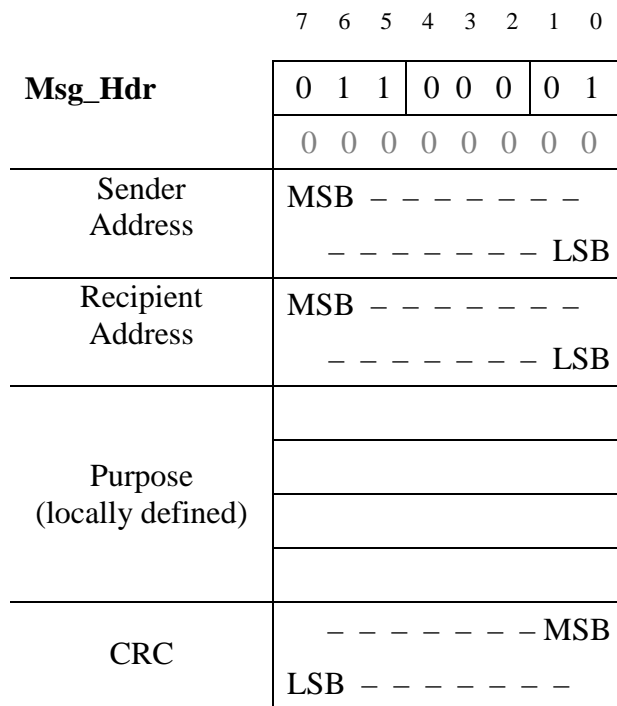 7 6 5 4 3 2 1 0
Msg_Hdr 0 1 1 0 0 0 0 1
0 0 0 0 0 0 0 0
Sender
Address
MSB – – – – – – –
– – – – – – – LSB
Recipient
Address
MSB – – – – – – –
– – – – – – – LSB
Purpose
(locally defined)
CRC
– – – – – – – MSB
LSB – – – – – – –